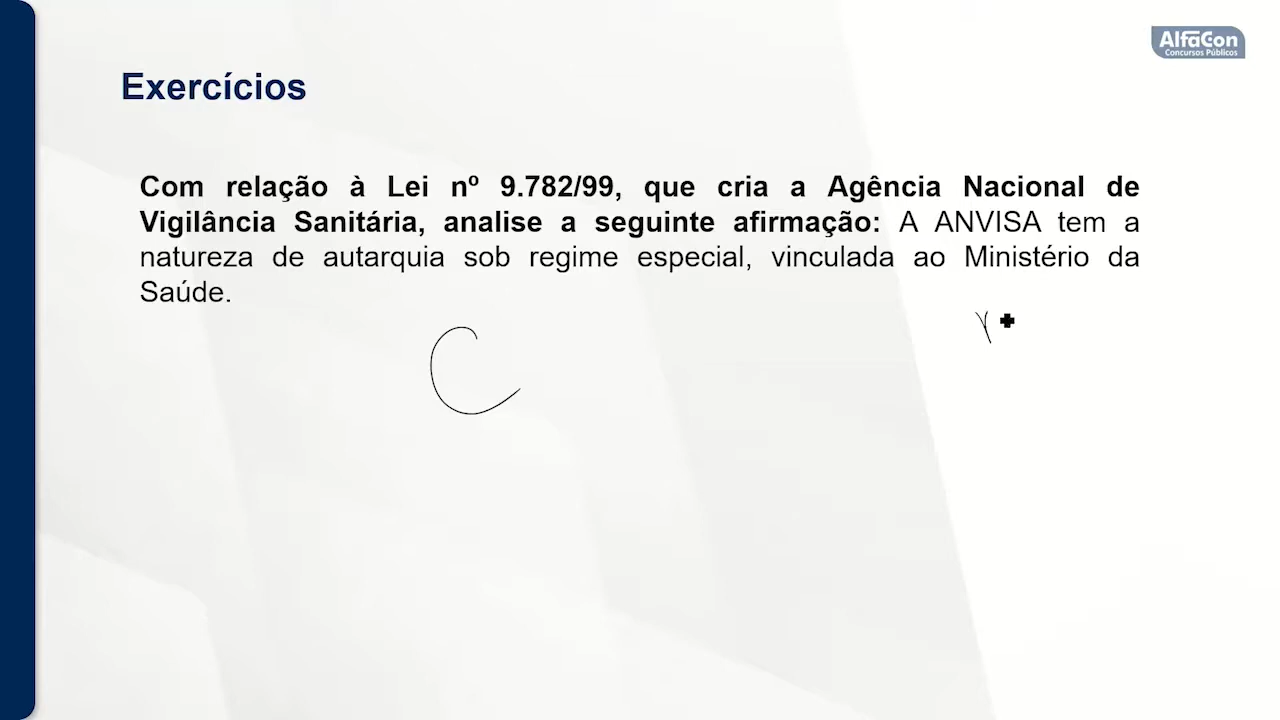 AlfaCon
Concursos Públicos
Exercícios
Com relação à Lei nº 9.782/99, que cria a Agência Nacional de
Vigilância Sanitária, analise a seguinte afirmação: A ANVISA tem a
natureza de autarquia sob regime especial, vinculada ao Ministério da
Saúde.
C